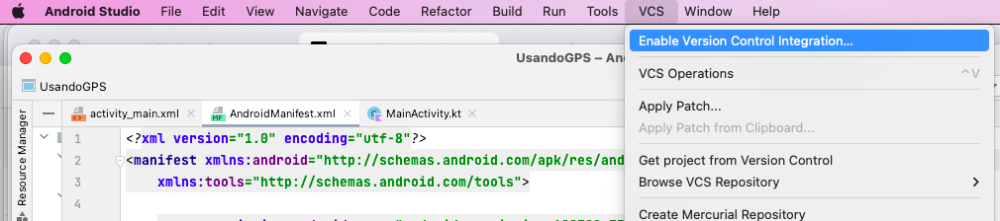 Android Studio File Edit View Navigate Code Refactor Build Run Tools VCS Window Help
Enable Version Control Integration...
UsandoGPS – An
VCS Operations ^V
UsandoGPS
Apply Patch...
activity_main.xml AndroidManifest.xml MainActivity.kt
Apply Patch from Clipboard...
1 <?xml version="1.0" encoding="utf-8"?>
2 <manifest xmlns:android="http://schemas.android.com/apk/res/and
Get project from Version Control
3 xmlns:tools="http://schemas.android.com/tools">
Browse VCS Repository
4
Create Mercurial Repository
Resource Manager